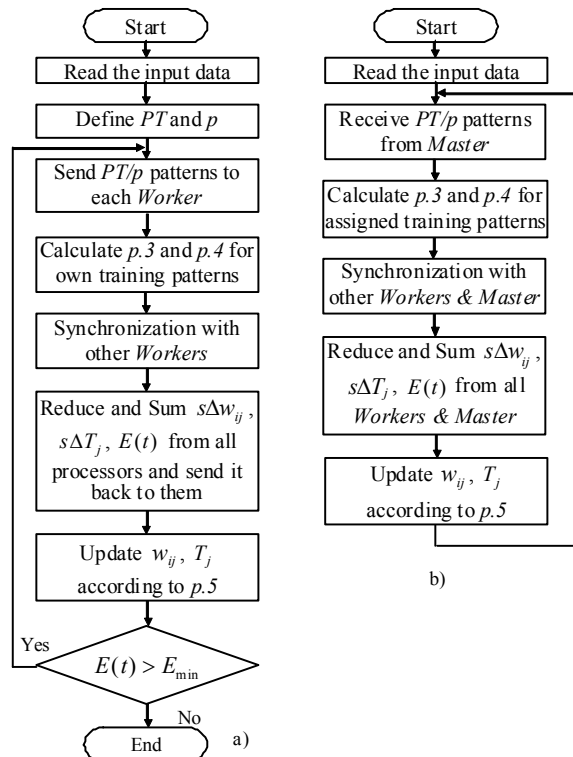 Start
Read the input data
Define PT and p
Send PT/p patterns to
each Worker
Calculate p.3 and p.4 for
own training patterns
Synchronization with
other Workers
Reduce and Sum sΔw_ij ,
sΔT_j , E(t) from all
processors and send it
back to them
Update w_ij , T_j
according to p.5
Yes
E(t) > E_min
No
End
a)
Start
Read the input data
Receive PT/p patterns
from Master
Calculate p.3 and p.4 for
assigned training patterns
Synchronization with
other Workers & Master
Reduce and Sum sΔw_ij ,
sΔT_j , E(t) from all
Workers & Master
Update w_ij , T_j
according to p.5
b)